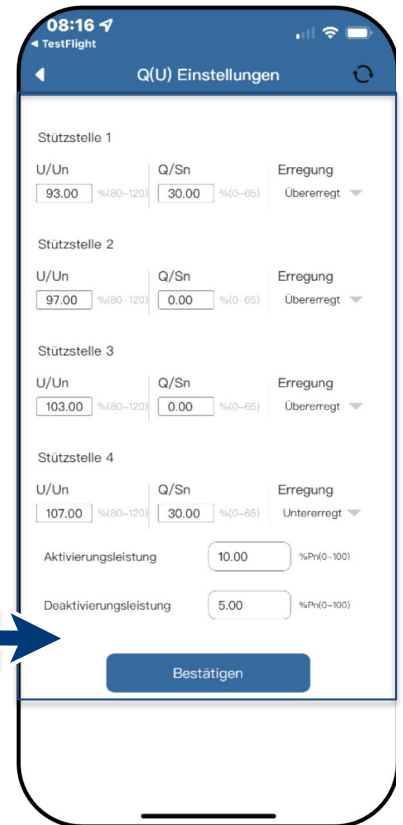 08:16
◀ TestFlight
Q(U) Einstellungen
Stützstelle 1
U/Un Q/Sn Erregung
93.00 %(80-120) 30.00 %(0-65) Übererregt
Stützstelle 2
U/Un Q/Sn Erregung
97.00 %(80-120) 0.00 %(0-65) Übererregt
Stützstelle 3
U/Un Q/Sn Erregung
103.00 %(80-120) 0.00 %(0-65) Übererregt
Stützstelle 4
U/Un Q/Sn Erregung
107.00 %(80-120) 30.00 %(0-65) Untererregt
Aktivierungsleistung 10.00 %Pn(0-100)
Deaktivierungsleistung 5.00 %Pn(0-100)
Bestätigen